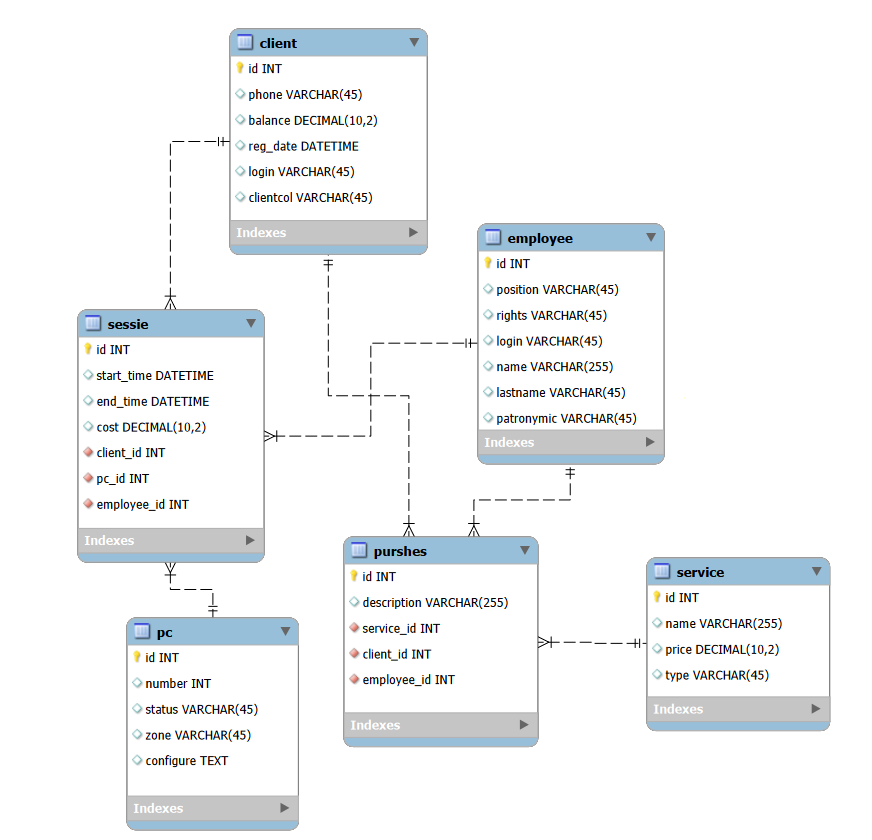 client
id INT
phone VARCHAR(45)
balance DECIMAL(10,2)
reg_date DATETIME
login VARCHAR(45)
clientcol VARCHAR(45)
Indexes
employee
id INT
position VARCHAR(45)
rights VARCHAR(45)
login VARCHAR(45)
name VARCHAR(255)
lastname VARCHAR(45)
patronymic VARCHAR(45)
Indexes
sessie
id INT
start_time DATETIME
end_time DATETIME
cost DECIMAL(10,2)
client_id INT
pc_id INT
employee_id INT
Indexes
purshes
id INT
description VARCHAR(255)
service_id INT
client_id INT
employee_id INT
Indexes
service
id INT
name VARCHAR(255)
price DECIMAL(10,2)
type VARCHAR(45)
Indexes
pc
id INT
number INT
status VARCHAR(45)
zone VARCHAR(45)
configure TEXT
Indexes